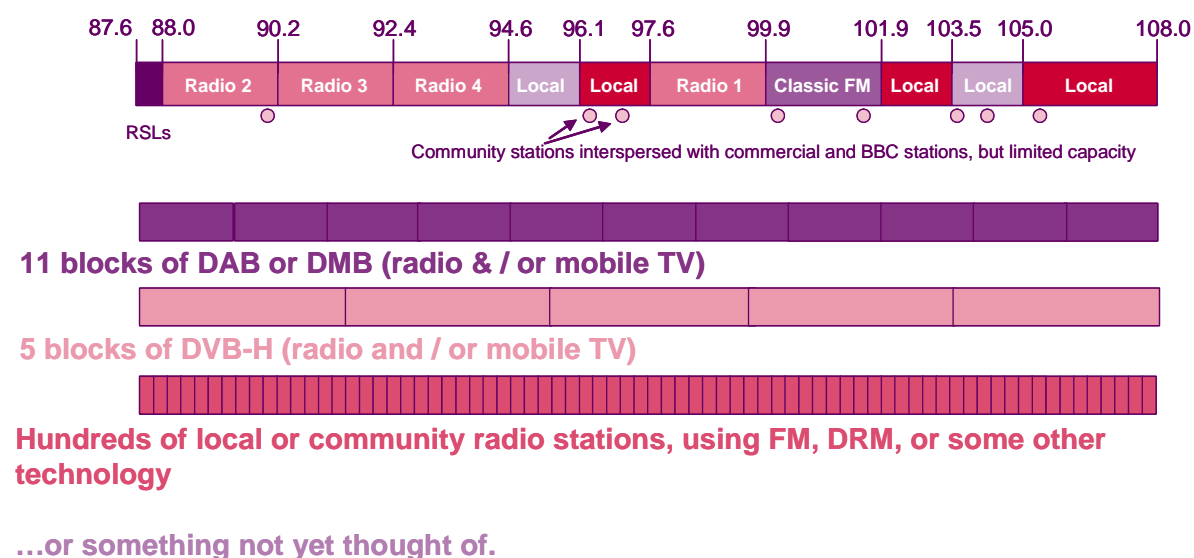 87.6 88.0 90.2 92.4 94.6 96.1 97.6 99.9 101.9 103.5 105.0 108.0
Radio 2 Radio 3 Radio 4 Local Local Radio 1 Classic FM Local Local Local
RSLs
Community stations interspersed with commercial and BBC stations, but limited capacity
11 blocks of DAB or DMB (radio & / or mobile TV)
5 blocks of DVB-H (radio and / or mobile TV)
Hundreds of local or community radio stations, using FM, DRM, or some other
technology
…or something not yet thought of.